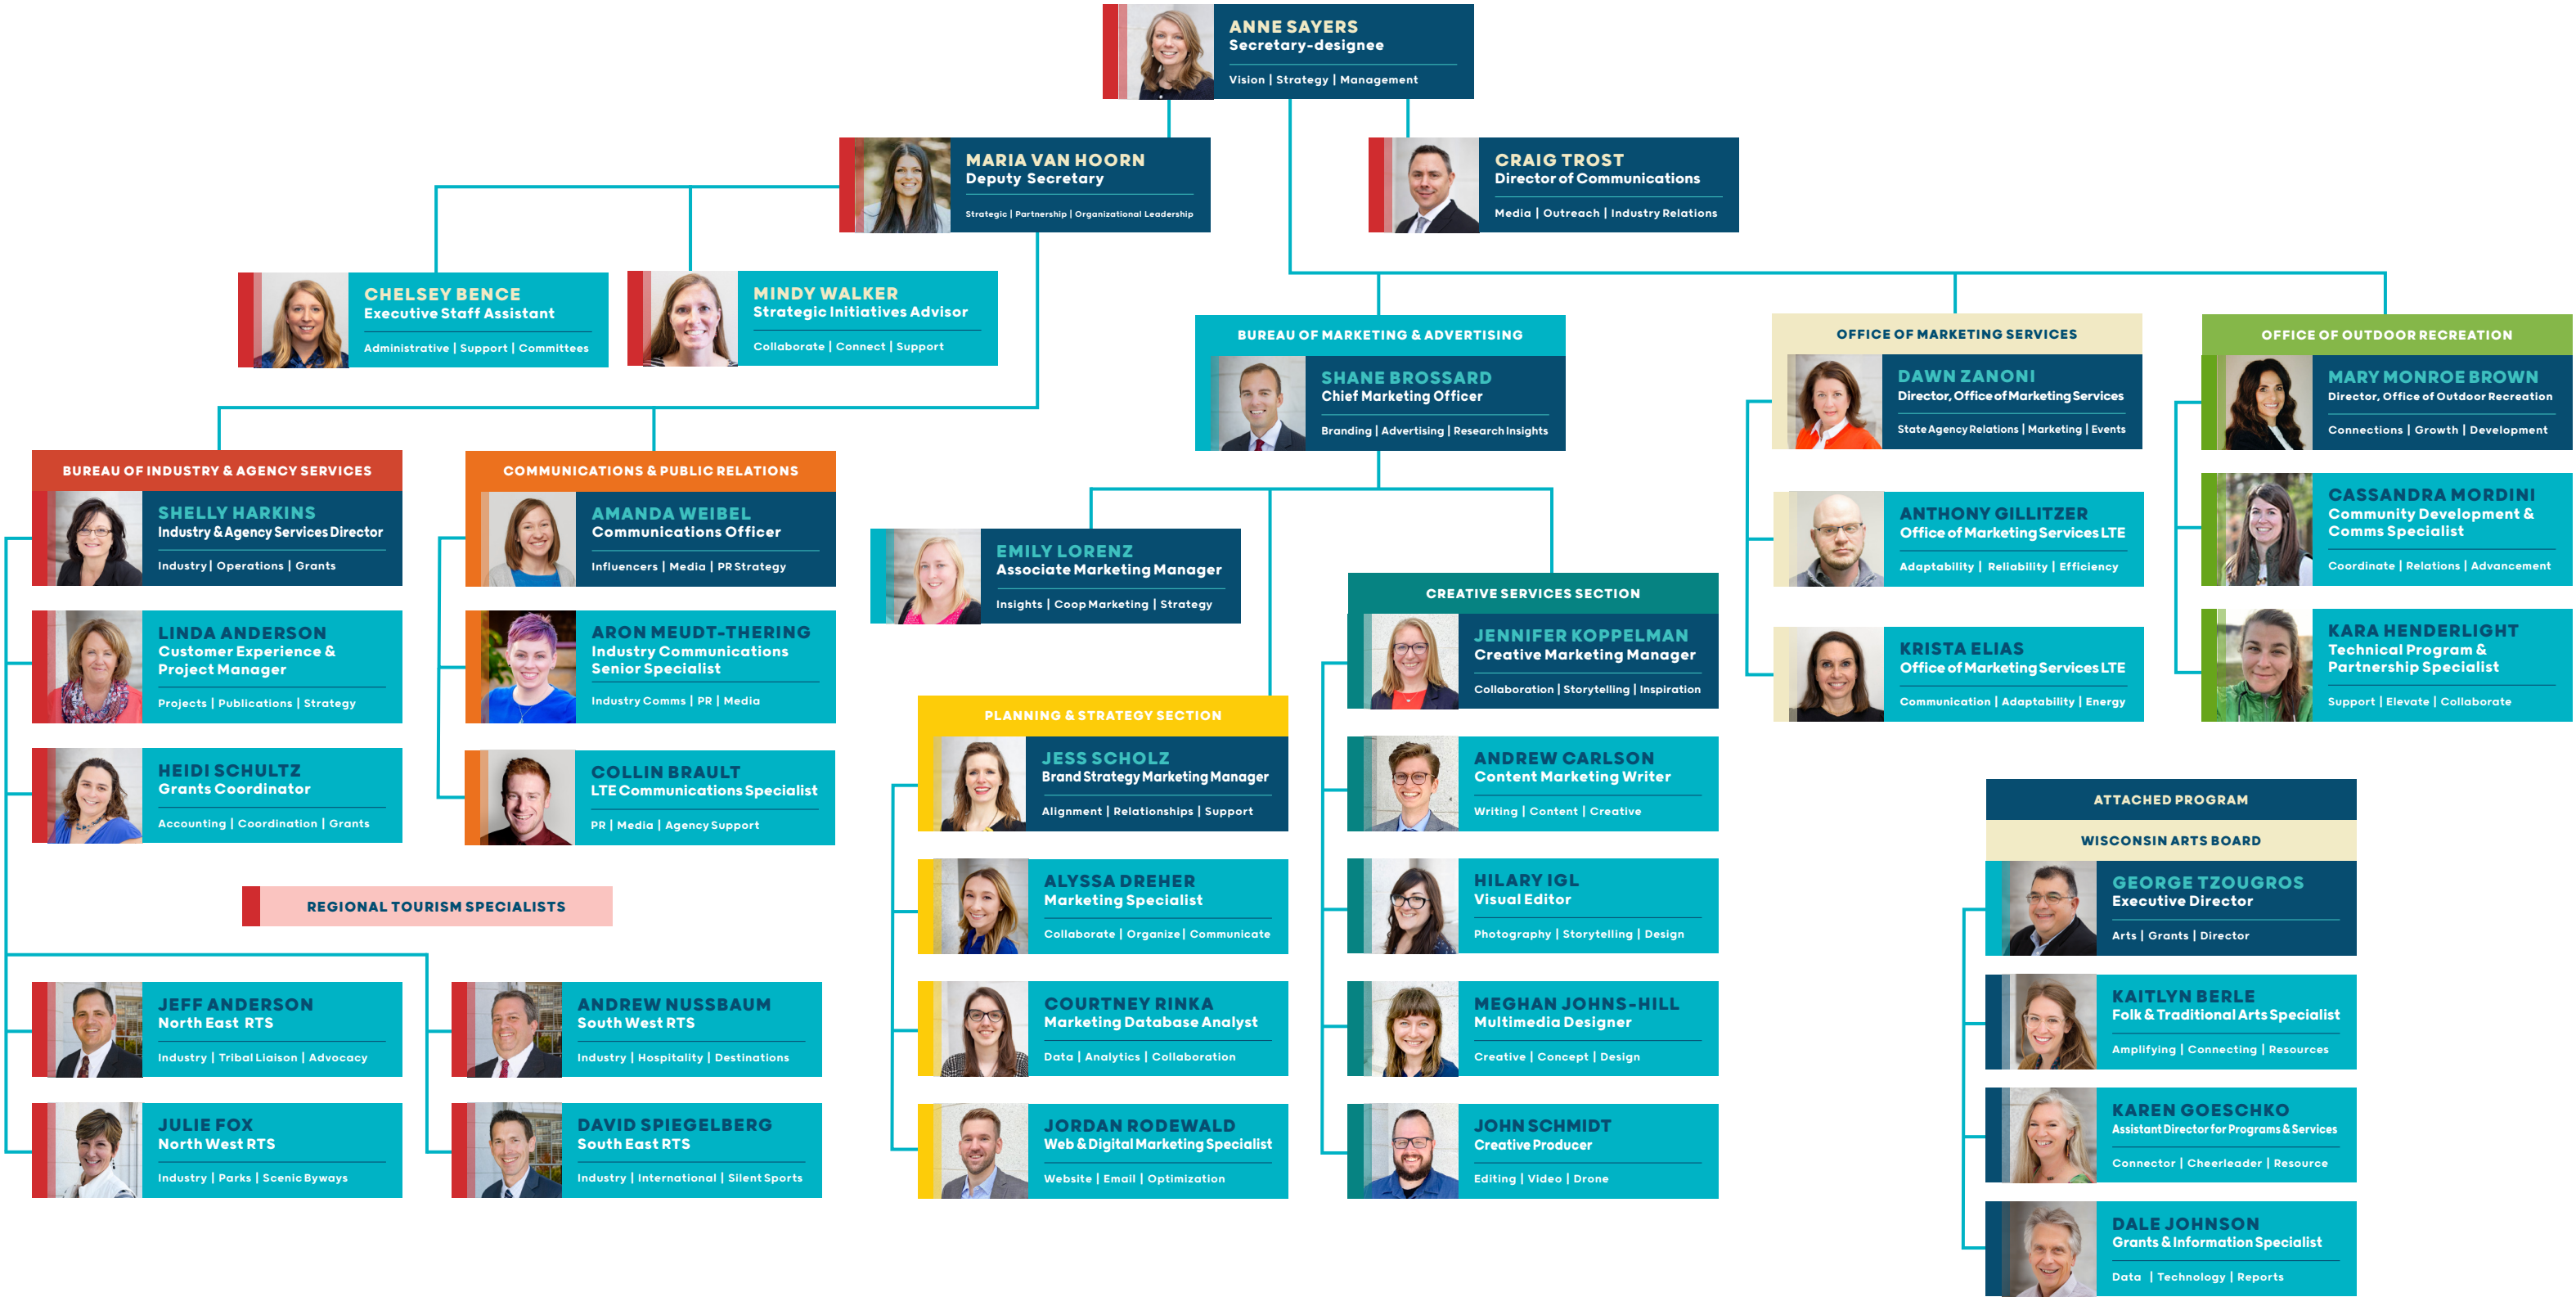 ANNE SAYERS
Secretary-designee
Vision | Strategy | Management
MARIA VAN HOORN
Deputy Secretary
Strategic | Partnership | Organizational Leadership
CRAIG TROST
Director of Communications
Media | Outreach | Industry Relations
CHELSEY BENCE
Executive Staff Assistant
Administrative | Support | Committees
MINDY WALKER
Strategic Initiatives Advisor
Collaborate | Connect | Support
BUREAU OF INDUSTRY & AGENCY SERVICES
SHELLY HARKINS
Industry & Agency Services Director
Industry | Operations | Grants
LINDA ANDERSON
Customer Experience &
Project Manager
Projects | Publications | Strategy
HEIDI SCHULTZ
Grants Coordinator
Accounting | Coordination | Grants
COMMUNICATIONS & PUBLIC RELATIONS
AMANDA WEIBEL
Communications Officer
Influencers | Media | PR Strategy
ARON MEUDT-THERING
Industry Communications
Senior Specialist
Industry Comms | PR | Media
COLLIN BRAULT
LTE Communications Specialist
PR | Media | Agency Support
REGIONAL TOURISM SPECIALISTS
JEFF ANDERSON
North East RTS
Industry | Tribal Liaison | Advocacy
JULIE FOX
North West RTS
Industry | Parks | Scenic Byways
ANDREW NUSSBAUM
South West RTS
Industry | Hospitality | Destinations
DAVID SPIEGELBERG
South East RTS
Industry | International | Silent Sports
BUREAU OF MARKETING & ADVERTISING
SHANE BROSSARD
Chief Marketing Officer
Branding | Advertising | Research Insights
EMILY LORENZ
Associate Marketing Manager
Insights | Coop Marketing | Strategy
PLANNING & STRATEGY SECTION
JESS SCHOLZ
Brand Strategy Marketing Manager
Alignment | Relationships | Support
ALYSSA DREHER
Marketing Specialist
Collaborate | Organize | Communicate
COURTNEY RINKA
Marketing Database Analyst
Data | Analytics | Collaboration
JORDAN RODEWALD
Web & Digital Marketing Specialist
Website | Email | Optimization
CREATIVE SERVICES SECTION
JENNIFER KOPPELMAN
Creative Marketing Manager
Collaboration | Storytelling | Inspiration
ANDREW CARLSON
Content Marketing Writer
Writing | Content | Creative
HILARY IGL
Visual Editor
Photography | Storytelling | Design
MEGHAN JOHNS-HILL
Multimedia Designer
Creative | Concept | Design
JOHN SCHMIDT
Creative Producer
Editing | Video | Drone
OFFICE OF MARKETING SERVICES
DAWN ZANONI
Director, Office of Marketing Services
State Agency Relations | Marketing | Events
ANTHONY GILLITZER
Office of Marketing Services LTE
Adaptability | Reliability | Efficiency
KRISTA ELIAS
Office of Marketing Services LTE
Communication | Adaptability | Energy
OFFICE OF OUTDOOR RECREATION
MARY MONROE BROWN
Director, Office of Outdoor Recreation
Connections | Growth | Development
CASSANDRA MORDINI
Community Development &
Comms Specialist
Coordinate | Relations | Advancement
KARA HENDERLIGHT
Technical Program &
Partnership Specialist
Support | Elevate | Collaborate
ATTACHED PROGRAM
WISCONSIN ARTS BOARD
GEORGE TZOUGROS
Executive Director
Arts | Grants | Director
KAITLYN BERLE
Folk & Traditional Arts Specialist
Amplifying | Connecting | Resources
KAREN GOESCHKO
Assistant Director for Programs & Services
Connector | Cheerleader | Resource
DALE JOHNSON
Grants & Information Specialist
Data | Technology | Reports